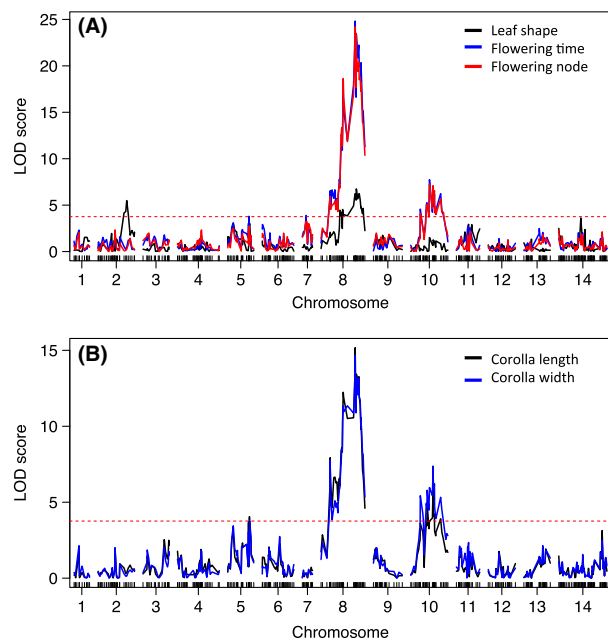 (A)
Leaf shape
Flowering time
Flowering node
LOD score
25
20
15
10
5
0
1 2 3 4 5 6 7 8 9 10 11 12 13 14
Chromosome
(B)
Corolla length
Corolla width
LOD score
15
10
5
0
1 2 3 4 5 6 7 8 9 10 11 12 13 14
Chromosome